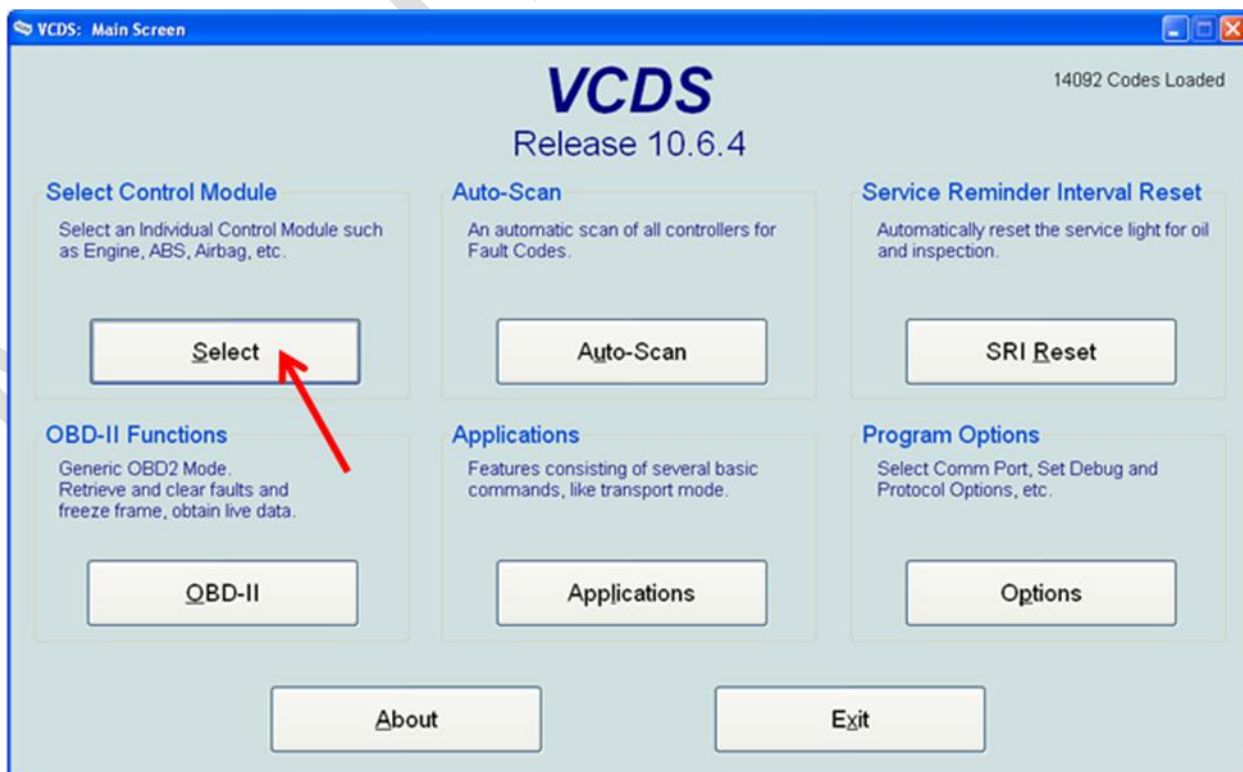 VCDS: Main Screen
VCDS
14092 Codes Loaded
Release 10.6.4
Select Control Module
Select an Individual Control Module such
as Engine, ABS, Airbag, etc.
Select
Auto-Scan
An automatic scan of all controllers for
Fault Codes.
Auto-Scan
Service Reminder Interval Reset
Automatically reset the service light for oil
and inspection.
SRI Reset
OBD-II Functions
Generic OBD2 Mode.
Retrieve and clear faults and
freeze frame, obtain live data.
OBD-II
Applications
Features consisting of several basic
commands, like transport mode.
Applications
Program Options
Select Comm Port, Set Debug and
Protocol Options, etc.
Options
About
Exit